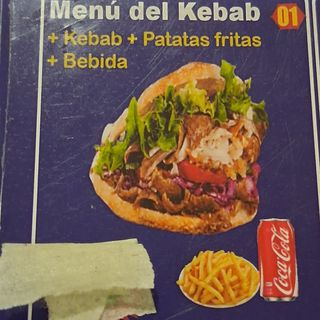 Menú del Kebab 01
+ Kebab + Patatas fritas
+ Bebida
Coca-Cola